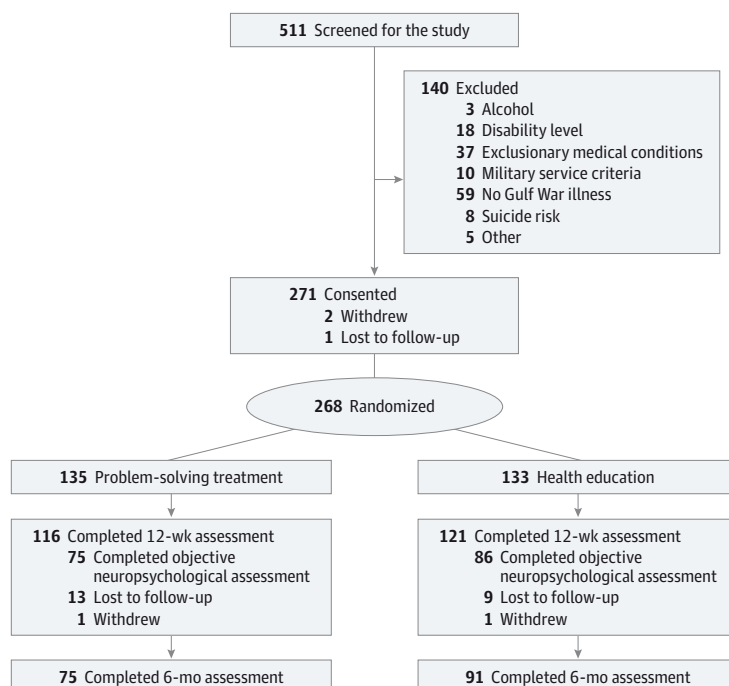 511 Screened for the study
140 Excluded
3 Alcohol
18 Disability level
37 Exclusionary medical conditions
10 Military service criteria
59 No Gulf War illness
8 Suicide risk
5 Other
271 Consented
2 Withdrew
1 Lost to follow-up
268 Randomized
135 Problem-solving treatment
116 Completed 12-wk assessment
75 Completed objective
neuropsychological assessment
13 Lost to follow-up
1 Withdrew
75 Completed 6-mo assessment
133 Health education
121 Completed 12-wk assessment
86 Completed objective
neuropsychological assessment
9 Lost to follow-up
1 Withdrew
91 Completed 6-mo assessment